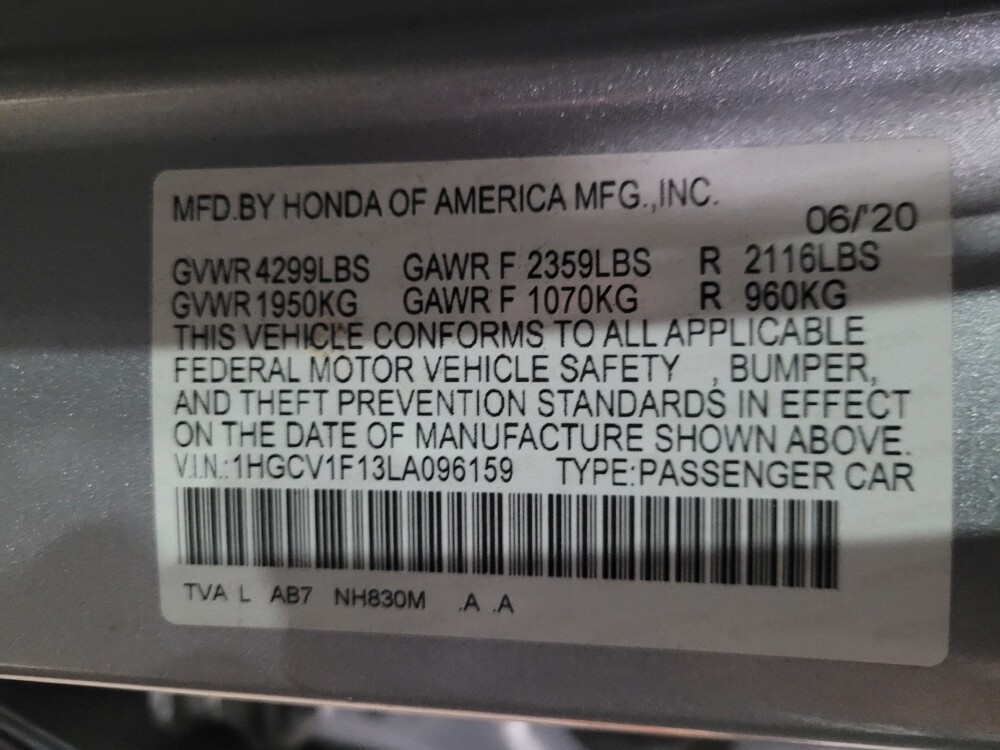 MFD.BY HONDA OF AMERICA MFG.,INC.
06/'20
GVWR 4299LBS GAWR F 2359LBS R 2116LBS
GVWR 1950KG GAWR F 1070KG R 960KG
THIS VEHICLE CONFORMS TO ALL APPLICABLE
FEDERAL MOTOR VEHICLE SAFETY , BUMPER,
AND THEFT PREVENTION STANDARDS IN EFFECT
ON THE DATE OF MANUFACTURE SHOWN ABOVE.
V.I.N.:1HGCV1F13LA096159 TYPE:PASSENGER CAR
TVA L AB7 NH830M .A .A